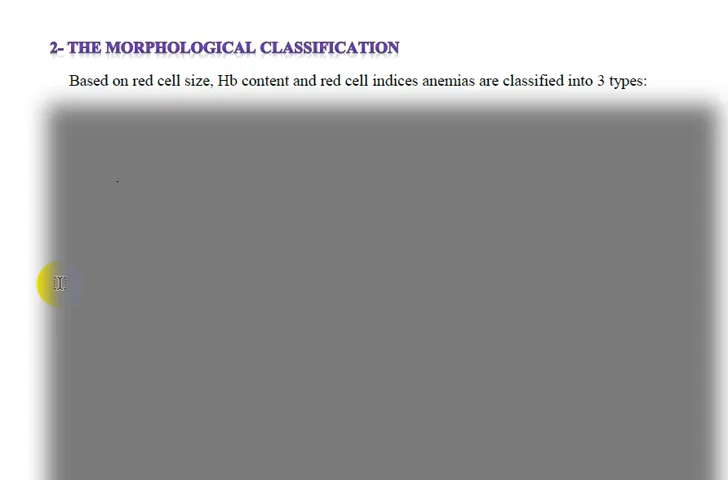 2- THE MORPHOLOGICAL CLASSIFICATION
Based on red cell size, Hb content and red cell indices anemias are classified into 3 types: